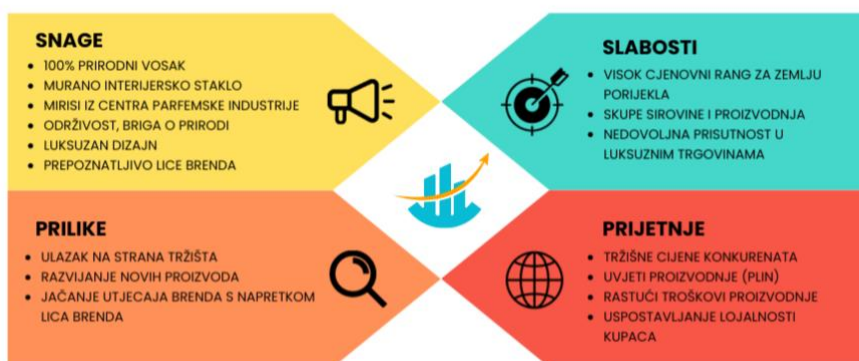 SNAGE
100% PRIRODNI VOSAK
MURANO INTERIJERSKO STAKLO
MIRISI IZ CENTRA PARFEMSKE INDUSTRIJE
ODRŽIVOST, BRIGA O PRIRODI
LUKSUZAN DIZAJN
PREPOZNATLJIVO LICE BRENDA
SLABOSTI
VISOK CJENOVNI RANG ZA ZEMLJU
PORIJEKLA
SKUPE SIROVINE I PROIZVODNJA
NEDOVOLJNA PRISUTNOST U
LUKSUZNIM TRGOVINAMA
PRILIKE
ULAZAK NA STRANA TRŽIŠTA
RAZVIJANJE NOVIH PROIZVODA
JAČANJE UTJECAJA BRENDA S NAPRETKOM
LICA BRENDA
PRIJETNJE
TRŽIŠNE CIJENE KONKURENATA
UVJETI PROIZVODNJE (PLIN)
RASTUĆI TROŠKOVI PROIZVODNJE
USPOSTAVLJANJE LOJALNOSTI
KUPACA